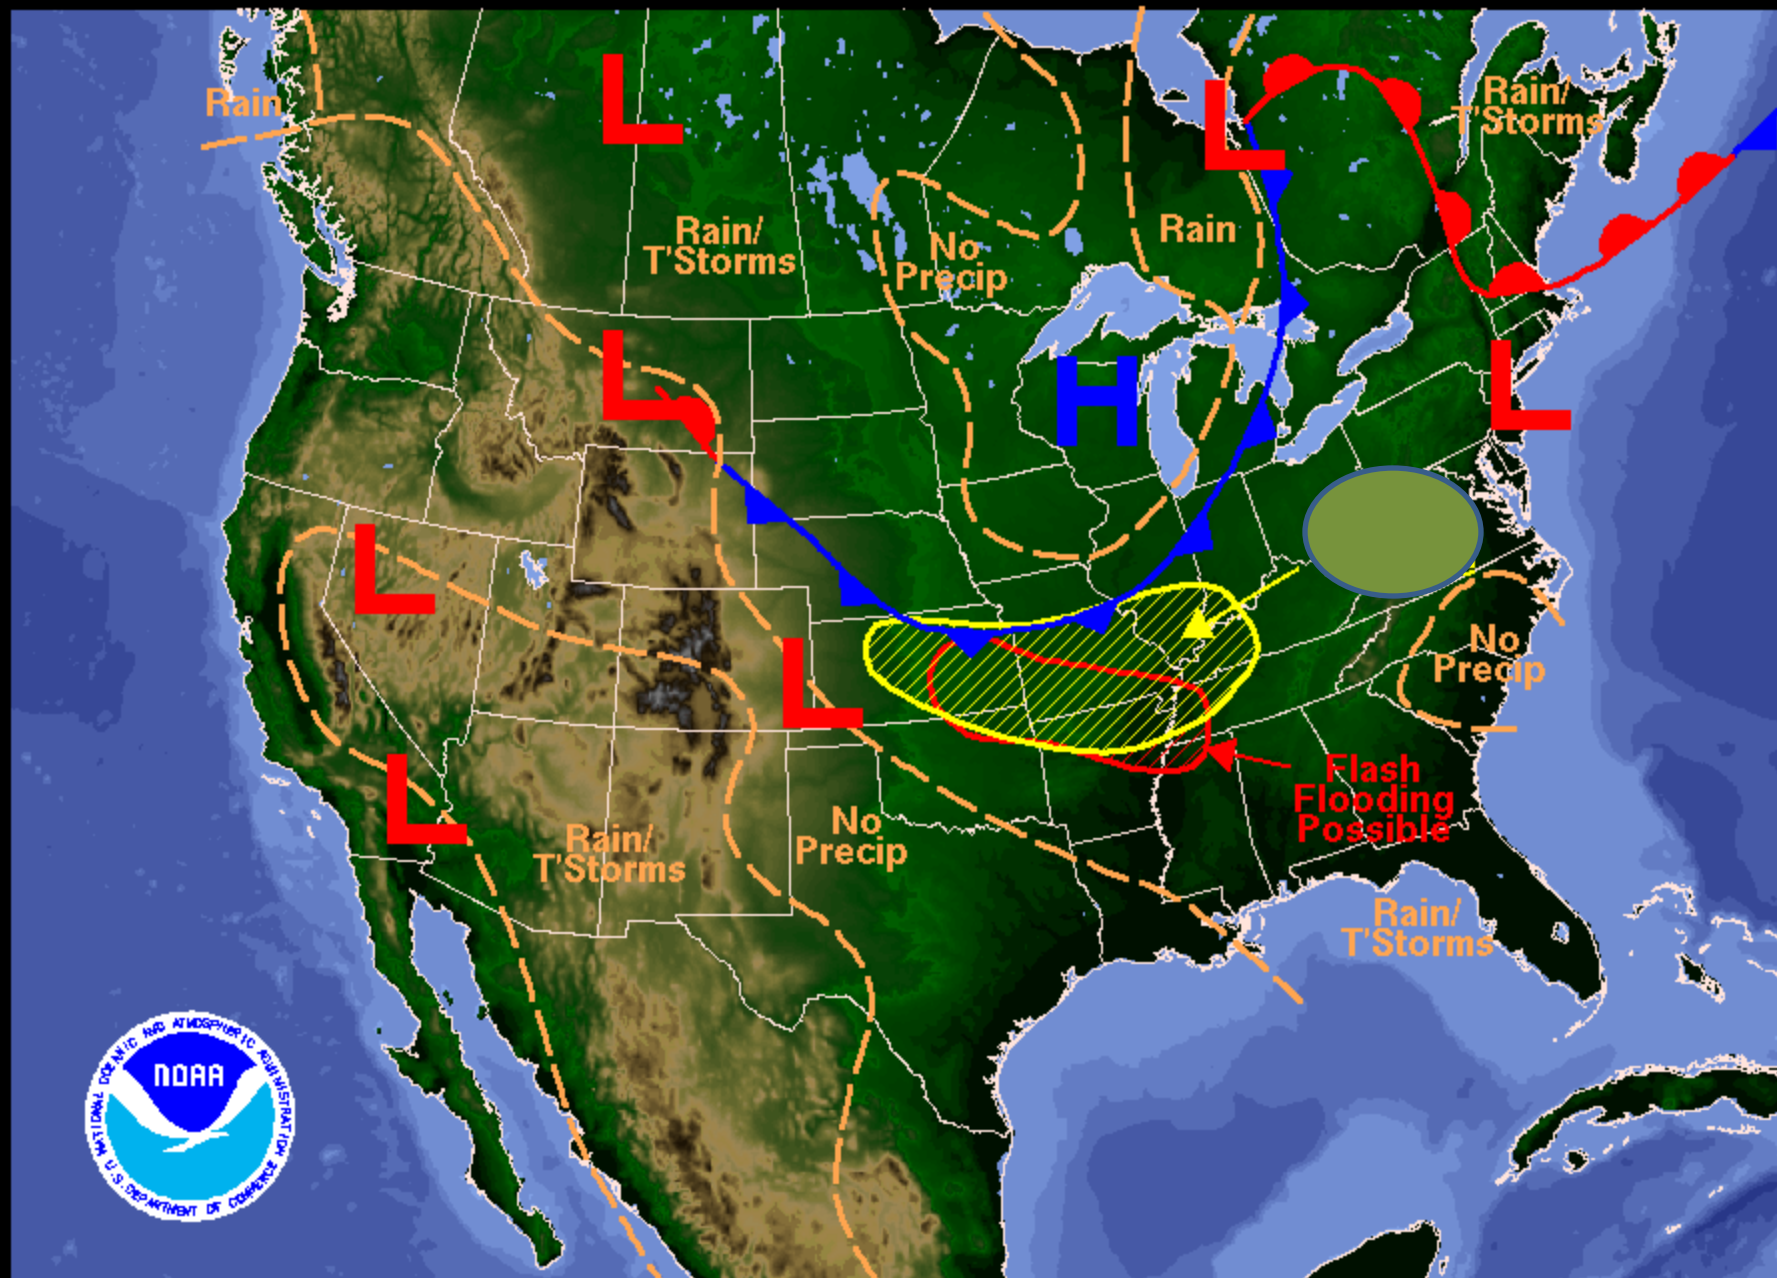 Rain
L
L
Rain/
T'Storms
Rain/
T'Storms
No
Precip
Rain
L
H
L
L
L
No
Precip
L
Flash
Flooding
Possible
L
Rain/
T'Storms
No
Precip
Rain/
T'Storms
NATIONAL OCEANIC AND ATMOSPHERIC ADMINISTRATION
NOAA
U.S. DEPARTMENT OF COMMERCE